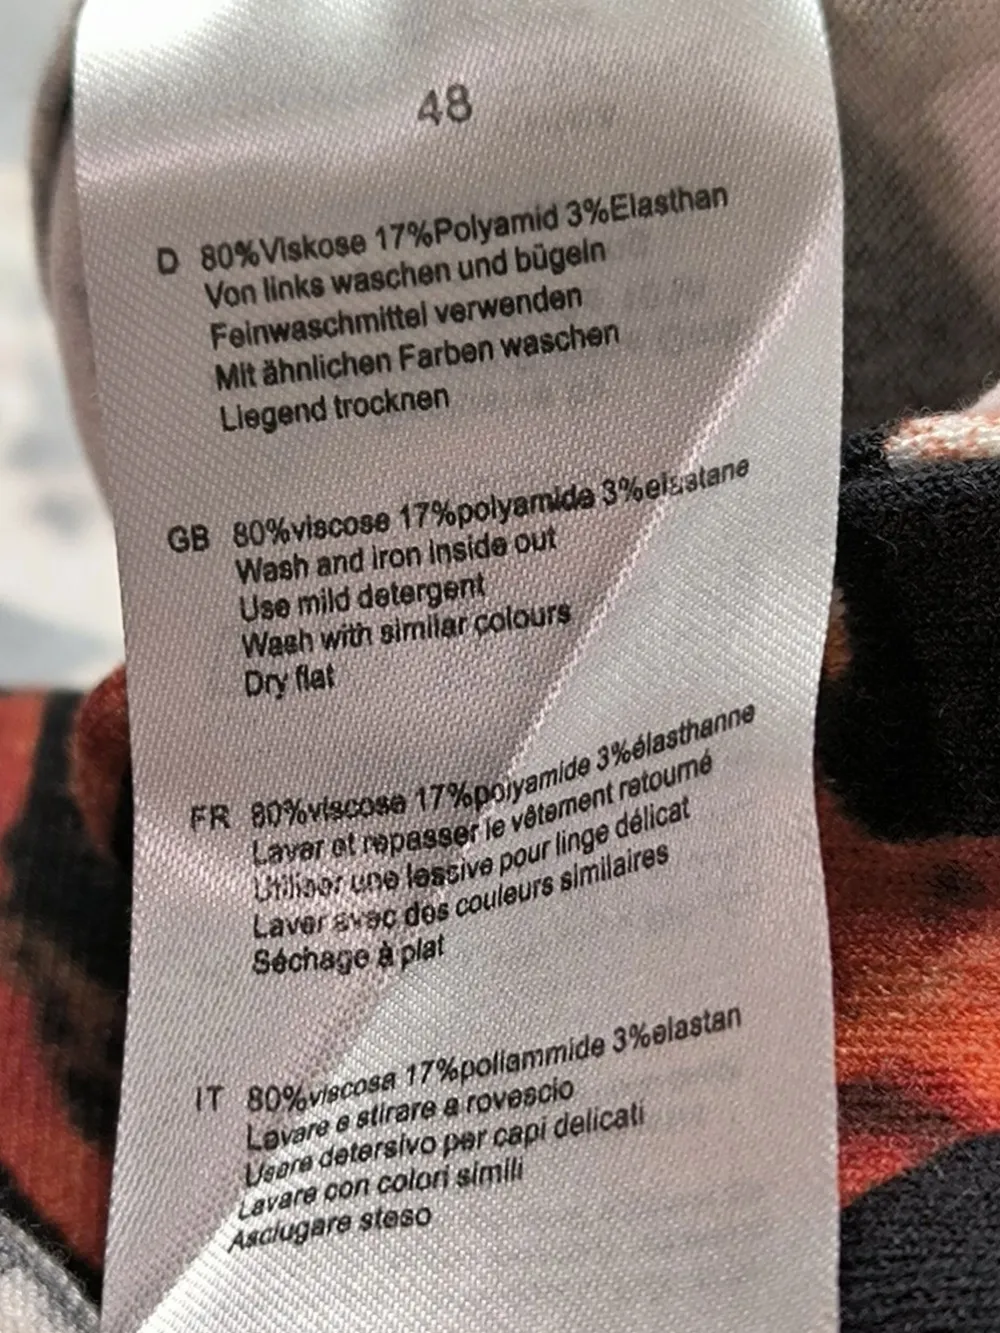 48
D 80%Viskose 17%Polyamid 3%Elasthan
Von links waschen und bügeln
Feinwaschmittel verwenden
Mit ähnlichen Farben waschen
Liegend trocknen
GB 80%viscose 17%polyamide 3%elastane
Wash and iron inside out
Use mild detergent
Wash with similar colours
Dry flat
FR 80%viscose 17%polyamide 3%élasthanne
Laver et repasser le vêtement retourné
Utiliser une lessive pour linge délicat
Laver avec des couleurs similaires
Séchage à plat
IT 80%viscosa 17%poliammide 3%elastan
Lavare e stirare a rovescio
Usare detersivo per capi delicati
Lavare con colori simili
Asciugare steso